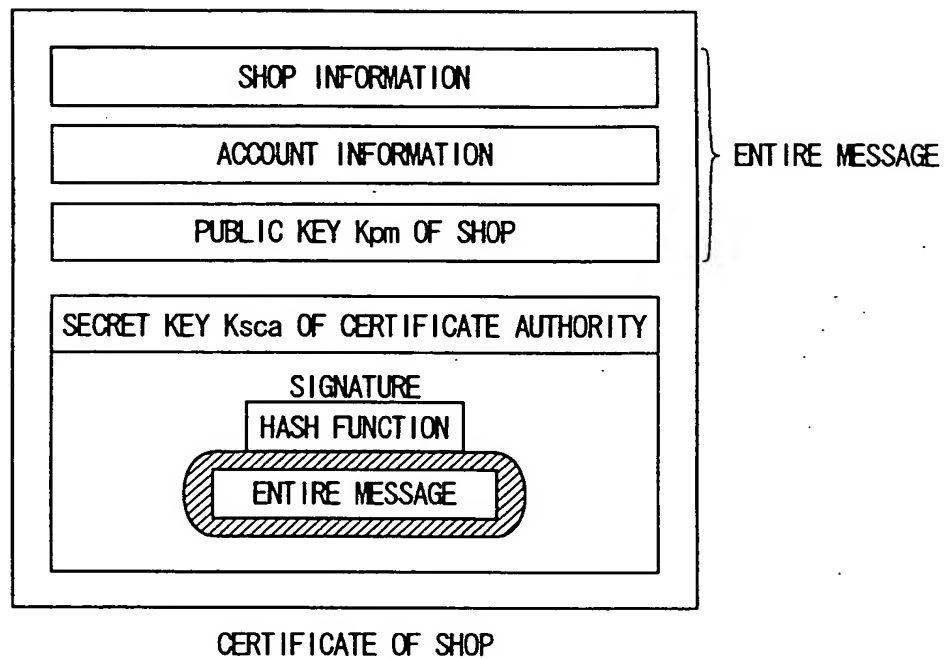 SHOP INFORMATION
ACCOUNT INFORMATION
ENTIRE MESSAGE
PUBLIC KEY Kpm OF SHOP
SECRET KEY Ksca OF CERTIFICATE AUTHORITY
SIGNATURE
HASH FUNCTION
ENTIRE MESSAGE
CERTIFICATE OF SHOP